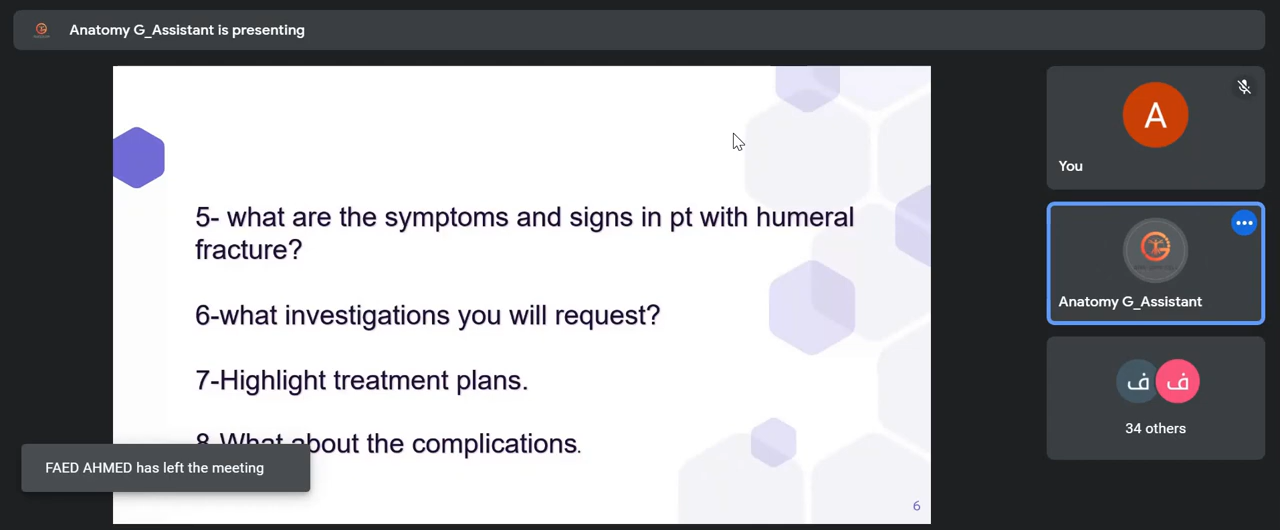 Anatomy G_Assistant is presenting
5- what are the symptoms and signs in pt with humeral
fracture?
6-what investigations you will request?
7-Highlight treatment plans.
8-What about the complications.
6
FAED AHMED has left the meeting
A
You
Anatomy G_Assistant
ف ف
34 others